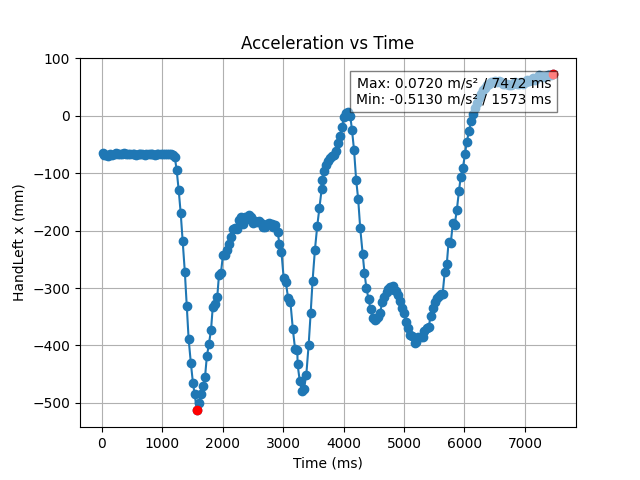 Acceleration vs Time
Max: 0.0720 m/s² / 7472 ms
Min: -0.5130 m/s² / 1573 ms
HandLeft x (mm)
100
0
−100
−200
−300
−400
−500
0 1000 2000 3000 4000 5000 6000 7000
Time (ms)